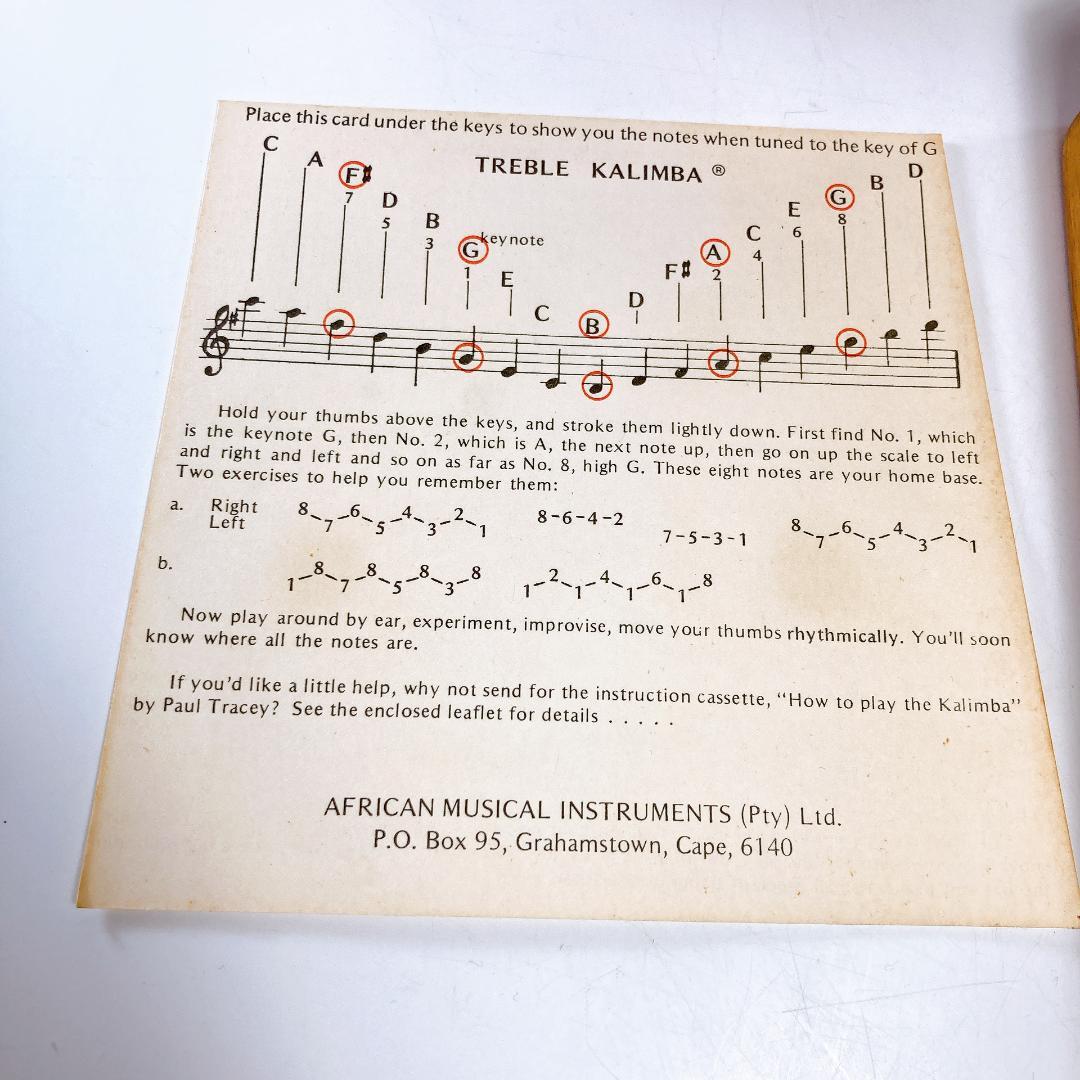 Place this card under the keys to show you the notes when tuned to the key of G
TREBLE KALIMBA ®
C A F# D B G keynote E C B D F# A C E G B D
7 5 3 1 2 4 6 8
Hold your thumbs above the keys, and stroke them lightly down. First find No. 1, which
is the keynote G, then No. 2, which is A, the next note up, then go on up the scale to left
and right and left and so on as far as No. 8, high G. These eight notes are your home base.
Two exercises to help you remember them:
a. Right 8-7-6-5-4-3-2-1 8-6-4-2 7-5-3-1 8-7-6-5-4-3-2-1
Left
b. 1-8-7-8-5-8-3-8 1-2-1-4-1-6-1-8
Now play around by ear, experiment, improvise, move your thumbs rhythmically. You'll soon
know where all the notes are.
If you'd like a little help, why not send for the instruction cassette, "How to play the Kalimba"
by Paul Tracey? See the enclosed leaflet for details . . . . .
AFRICAN MUSICAL INSTRUMENTS (Pty) Ltd.
P.O. Box 95, Grahamstown, Cape, 6140